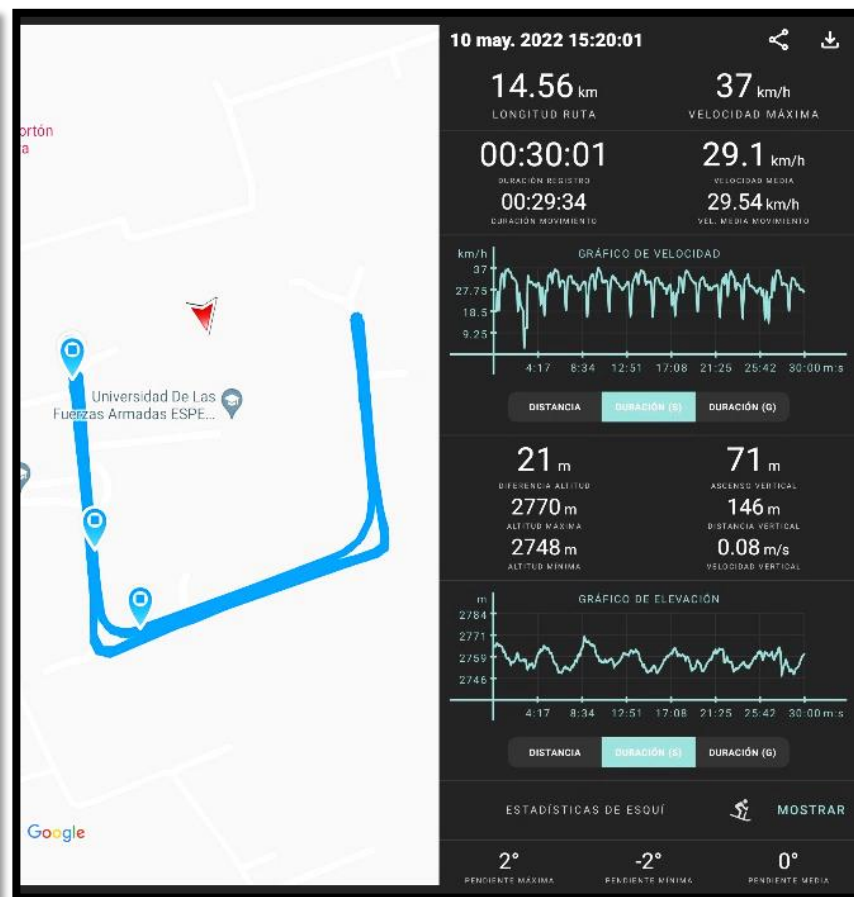 ortón
a
Universidad De Las
Fuerzas Armadas ESPE...
Google
10 may. 2022 15:20:01
14.56 km 37 km/h
LONGITUD RUTA VELOCIDAD MÁXIMA
00:30:01 29.1 km/h
DURACIÓN REGISTRO VELOCIDAD MEDIA
00:29:34 29.54 km/h
DURACIÓN MOVIMIENTO VEL. MEDIA MOVIMIENTO
km/h GRÁFICO DE VELOCIDAD
37
27.75
18.5
9.25
4:17 8:34 12:51 17:08 21:25 25:42 30:00 m:s
DISTANCIA DURACIÓN (S) DURACIÓN (G)
21 m 71 m
DIFERENCIA ALTITUD ASCENSO VERTICAL
2770 m 146 m
ALTITUD MÁXIMA DISTANCIA VERTICAL
2748 m 0.08 m/s
ALTITUD MÍNIMA VELOCIDAD VERTICAL
m GRÁFICO DE ELEVACIÓN
2784
2771
2759
2746
4:17 8:34 12:51 17:08 21:25 25:42 30:00 m:s
DISTANCIA DURACIÓN (S) DURACIÓN (G)
ESTADÍSTICAS DE ESQUÍ MOSTRAR
2° -2° 0°
PENDIENTE MÁXIMA PENDIENTE MÍNIMA PENDIENTE MEDIA